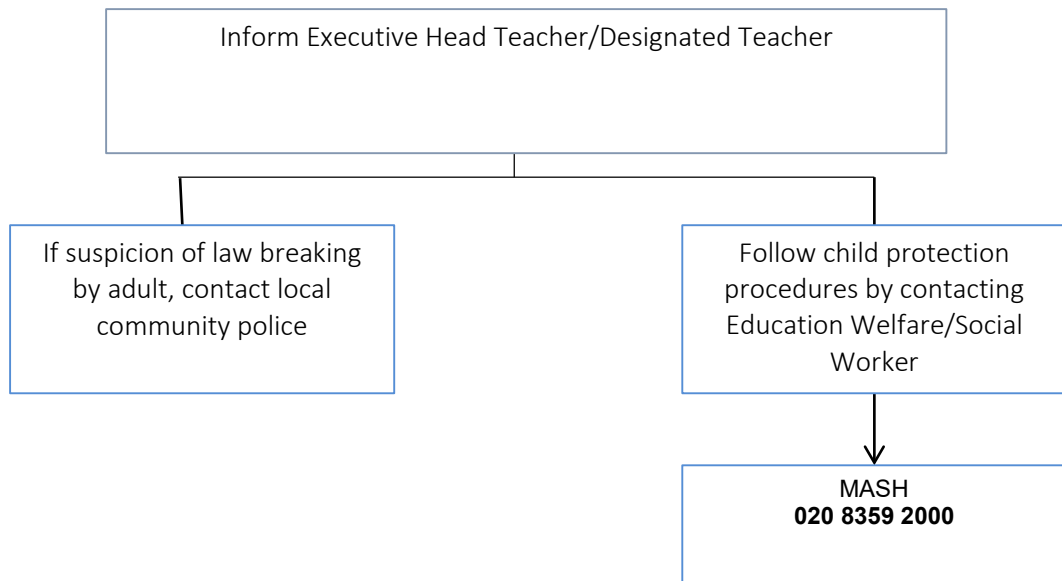 Inform Executive Head Teacher/Designated Teacher
If suspicion of law breaking
by adult, contact local
community police
Follow child protection
procedures by contacting
Education Welfare/Social
Worker
MASH
020 8359 2000